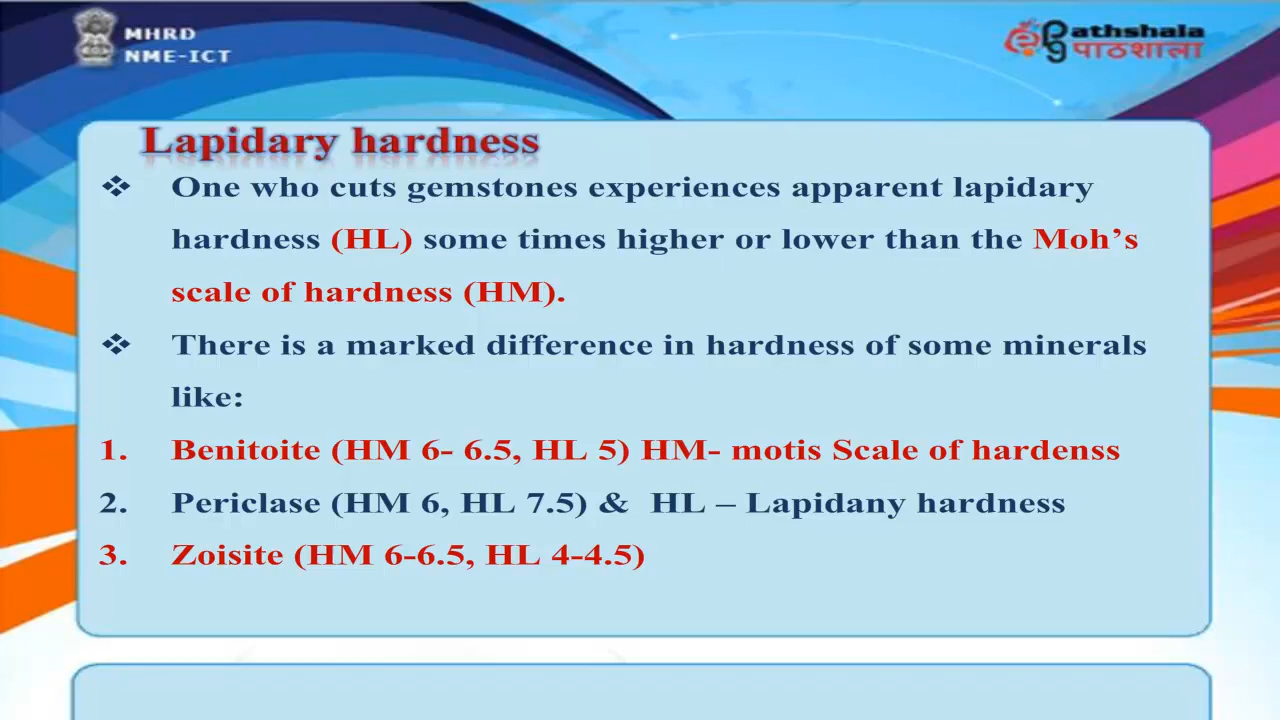 MHRD
NME-ICT
e Pg athshala
पाठशाला
Lapidary hardness
❖ One who cuts gemstones experiences apparent lapidary
hardness (HL) some times higher or lower than the Moh’s
scale of hardness (HM).
❖ There is a marked difference in hardness of some minerals
like:
1. Benitoite (HM 6- 6.5, HL 5) HM- motis Scale of hardenss
2. Periclase (HM 6, HL 7.5) & HL – Lapidany hardness
3. Zoisite (HM 6-6.5, HL 4-4.5)